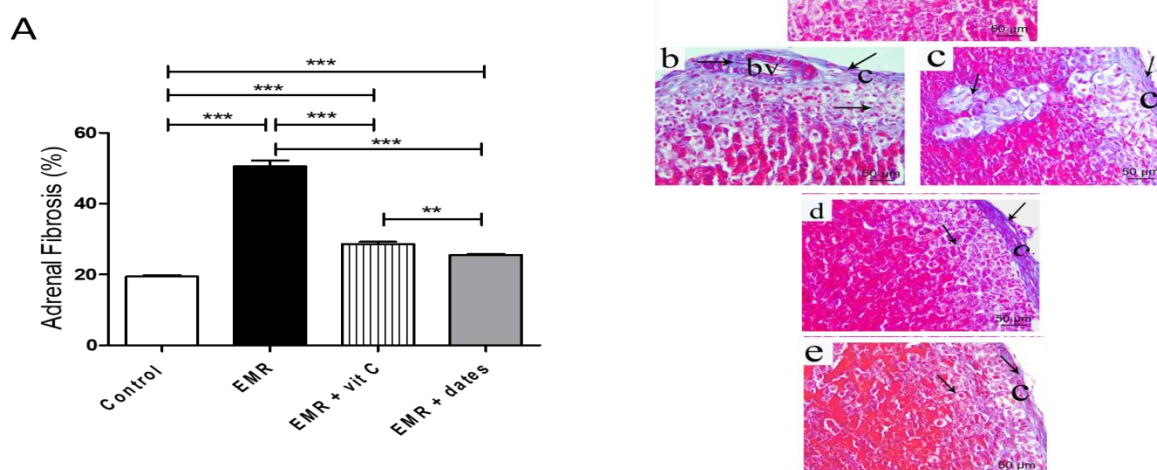 A
***
***
*** ***
***
**
60
40
20
0
Adrenal Fibrosis (%)
Control
EMR
EMR + vit C
EMR + dates
50 μm
b
bv
c
50 μm
c
c
50 μm
d
c
50 μm
e
c
50 μm